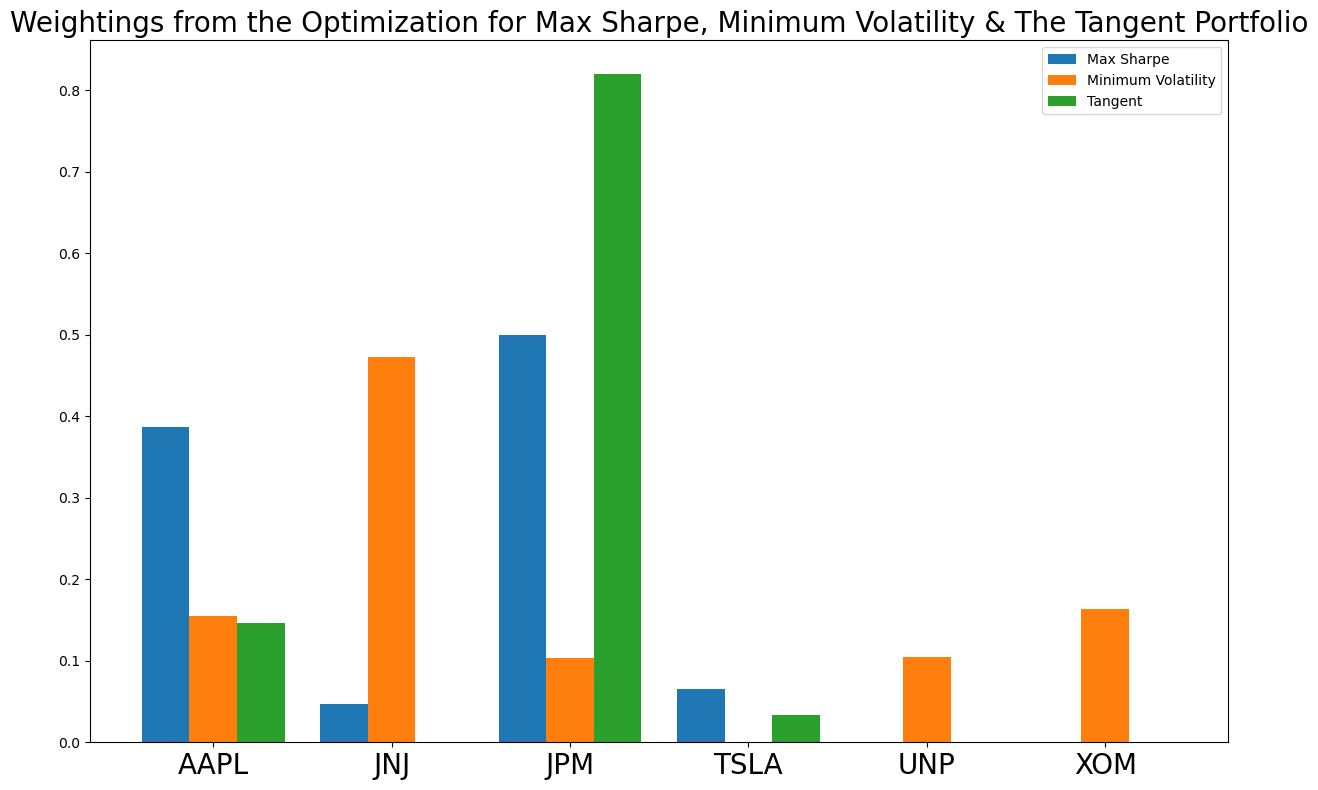 Weightings from the Optimization for Max Sharpe, Minimum Volatility & The Tangent Portfolio
Max Sharpe
Minimum Volatility
Tangent
0.8
0.7
0.6
0.5
0.4
0.3
0.2
0.1
0.0
AAPL JNJ JPM TSLA UNP XOM